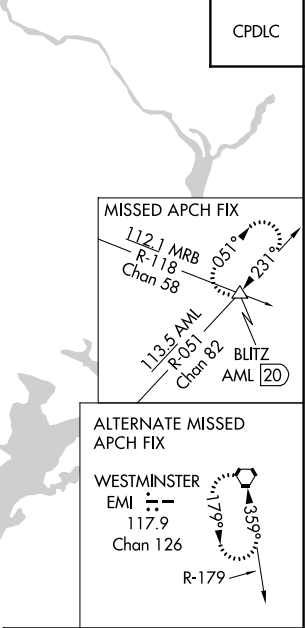 CPDLC
MISSED APCH FIX
112.1 MRB
R-118
Chan 58
051°
231°
113.5 AML
R-051
Chan 82
BLITZ
AML 20
ALTERNATE MISSED
APCH FIX
WESTMINSTER
EMI
117.9
Chan 126
179°
359°
R-179